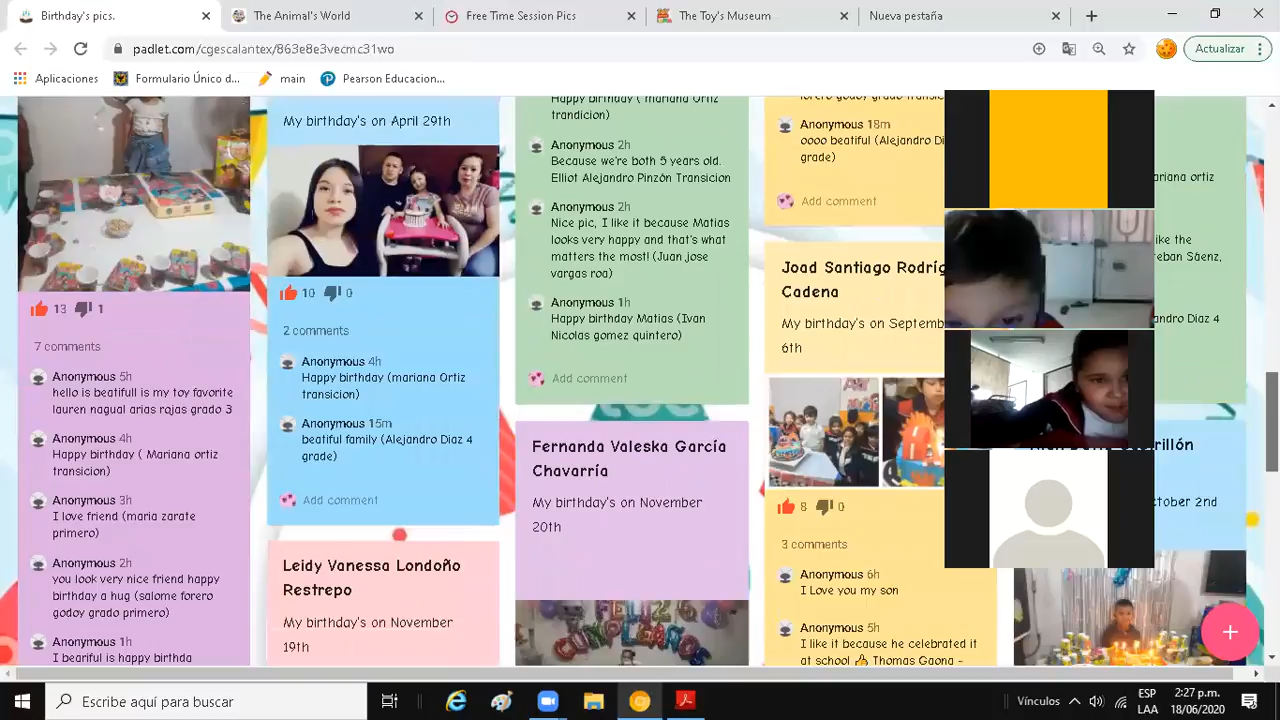 Birthday's pics.
The Animal's World
Free Time Session Pics
The Toy's Museum
Nueva pestaña
padlet.com/cgescalantex/863e8e3vecmc31wo
Actualizar
Aplicaciones
Formulario Único d...
main
Pearson Educacion...
13
1
7 comments
Anonymous 5h
hello is beatifull is my toy favorite
lauren nagual arias rojas grado 3
Anonymous 4h
Happy birthday ( Mariana ortiz
transicion)
Anonymous 3h
I love friend (maria zarate
primero)
Anonymous 2h
you look very nice friend happy
birthday a hug (salome forero
godoy grado primero)
Anonymous 1h
I beariful is happy birthda
My birthday's on April 29th
10
0
2 comments
Anonymous 4h
Happy birthday (mariana Ortiz
transicion)
Anonymous 15m
beatiful family (Alejandro Diaz 4
grade)
Add comment
Leidy Vanessa Londoño
Restrepo
My birthday's on November
19th
Happy birthday ( mariana Ortiz
trandicion)
Anonymous 2h
Because we're both 5 years old.
Elliot Alejandro Pinzón Transicion
Anonymous 2h
Nice pic, I like it because Matias
looks very happy and that's what
matters the most! (Juan jose
vargas roa)
Anonymous 1h
Happy birthday Matias (Ivan
Nicolas gomez quintero)
Add comment
Fernanda Valeska García
Chavarría
My birthday's on November
20th
forero godoy grado transic
Anonymous 18m
oooo beatiful (Alejandro Di
grade)
Add comment
Joad Santiago Rodríg
Cadena
My birthday's on Septemb
6th
8
0
3 comments
Anonymous 6h
I Love you my son
Anonymous 5h
I like it because he celebrated it
at school 👍 Thomas Gaona -
ariana ortiz
ike the
teban Sáenz,
andro Diaz 4
rrillón
ctober 2nd
Escribe aquí para buscar
Vínculos
ESP
LAA
2:27 p.m.
18/06/2020